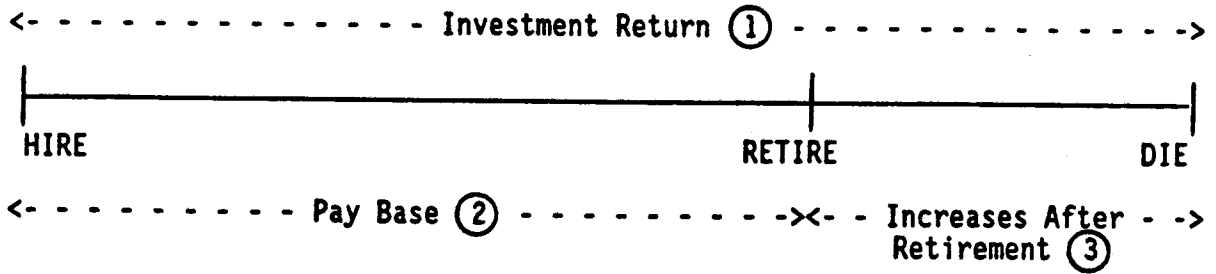 <- - - - - - - - - - - - - - Investment Return ① - - - - - - - - - - - - - ->
HIRE RETIRE DIE
<- - - - - - - - - - Pay Base ② - - - - - - - - - -><- - Increases After - ->
Retirement ③